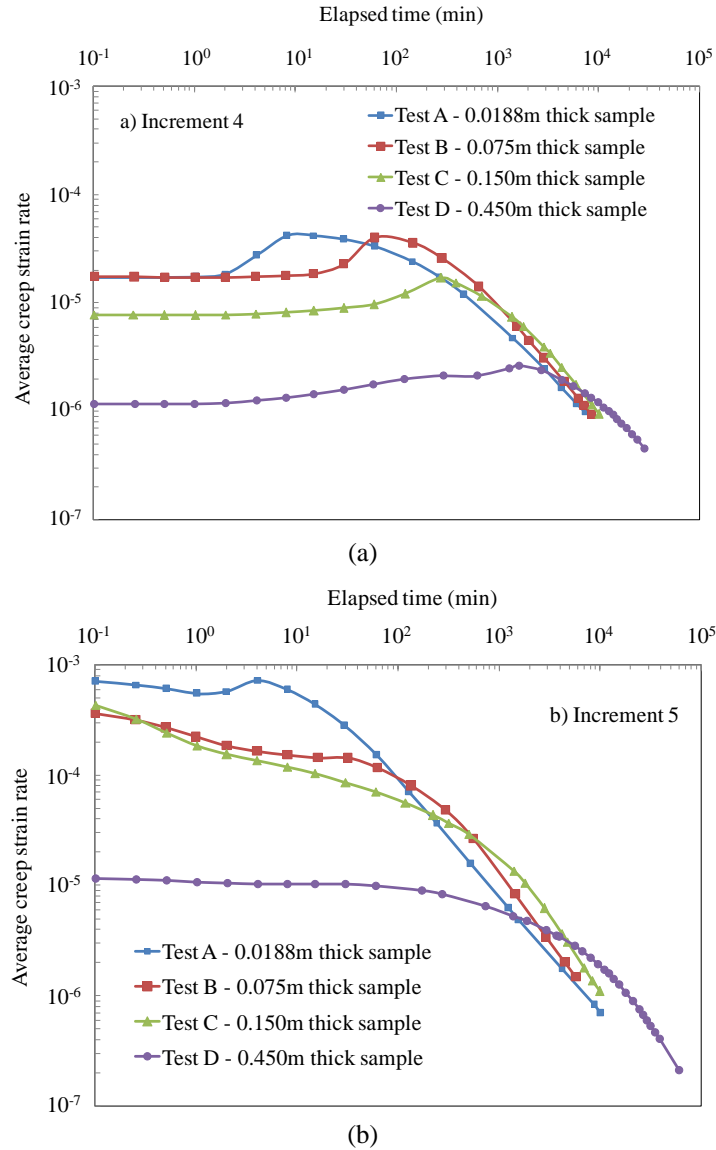 Elapsed time (min)
10-1 100 101 102 103 104 105
10-3
10-4
10-5
10-6
10-7
Average creep strain rate
a) Increment 4
Test A - 0.0188m thick sample
Test B - 0.075m thick sample
Test C - 0.150m thick sample
Test D - 0.450m thick sample
(a)
Elapsed time (min)
10-1 100 101 102 103 104 105
10-3
10-4
10-5
10-6
10-7
Average creep strain rate
b) Increment 5
Test A - 0.0188m thick sample
Test B - 0.075m thick sample
Test C - 0.150m thick sample
Test D - 0.450m thick sample
(b)